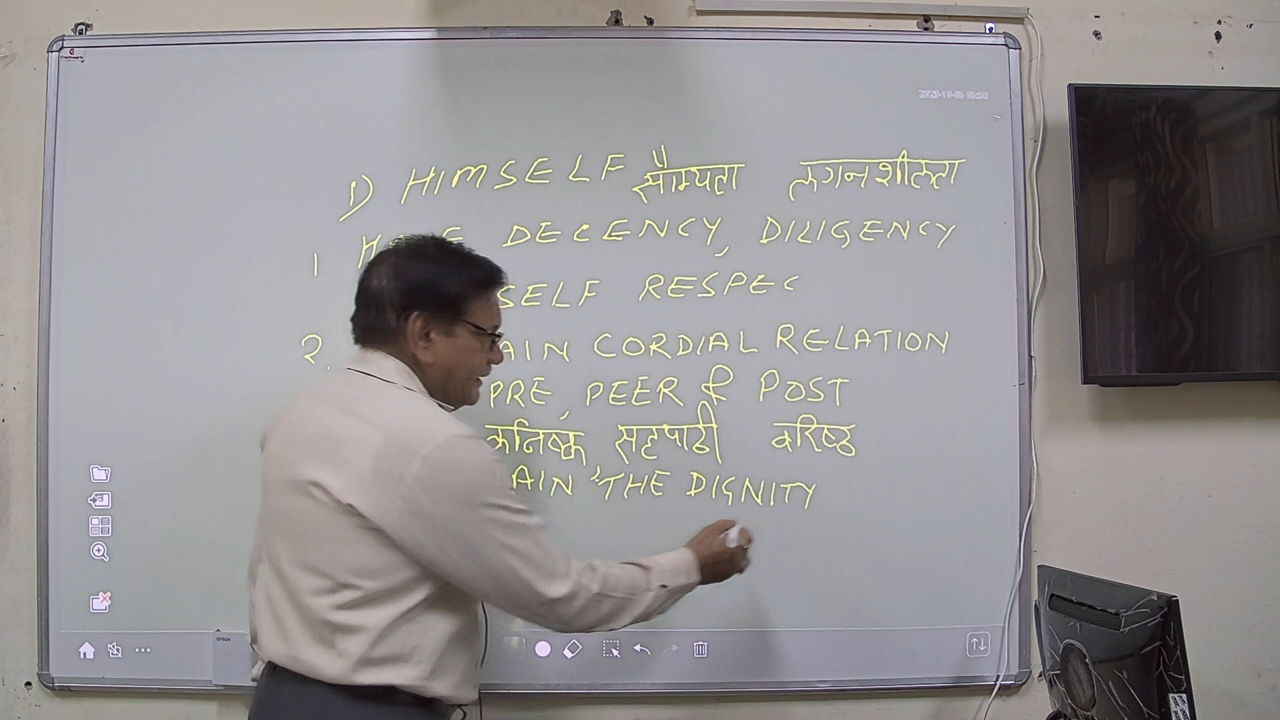 1) HIMSELF सौम्यता लगनशीलता
1 DECENCY, DILIGENCY
SELF RESPEC
2. AIN CORDIAL RELATION
PRE, PEER & POST
कनिष्क सहपाठी वरिष्ठ
AIN THE DIGNITY
EPSON